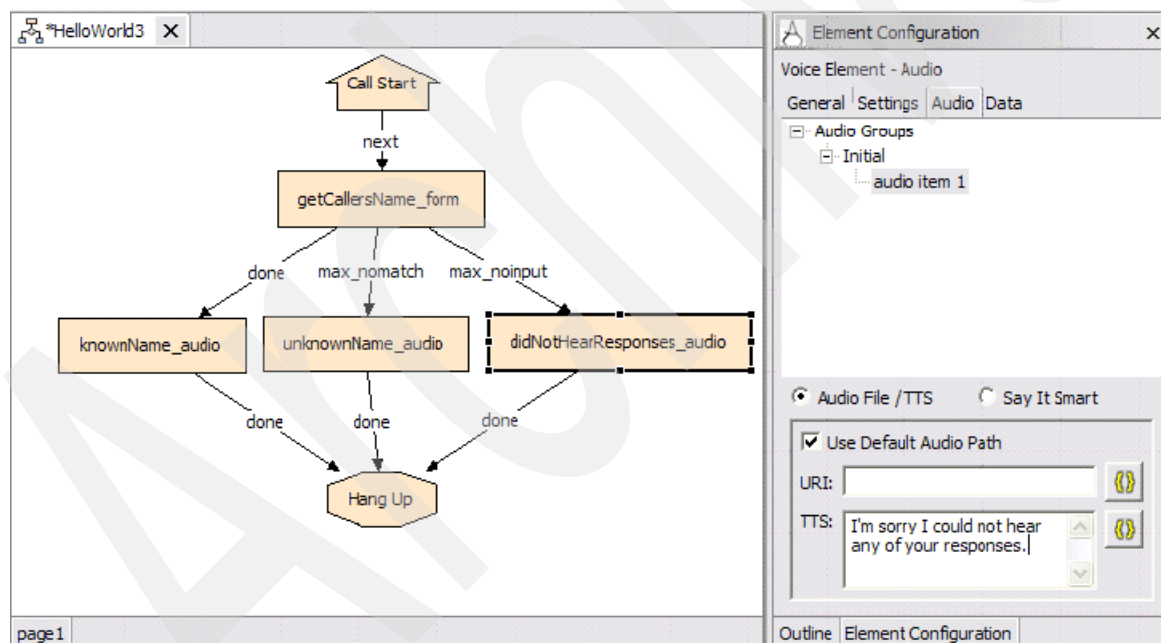 *HelloWorld3
Call Start
next
getCallersName_form
done
max_nomatch
max_noinput
knownName_audio
unknownName_audio
didNotHearResponses_audio
done
done
done
Hang Up
page1
Element Configuration
Voice Element - Audio
General Settings Audio Data
Audio Groups
Initial
audio item 1
Audio File /TTS
Say It Smart
Use Default Audio Path
URI:
TTS:
I'm sorry I could not hear
any of your responses.
Outline Element Configuration